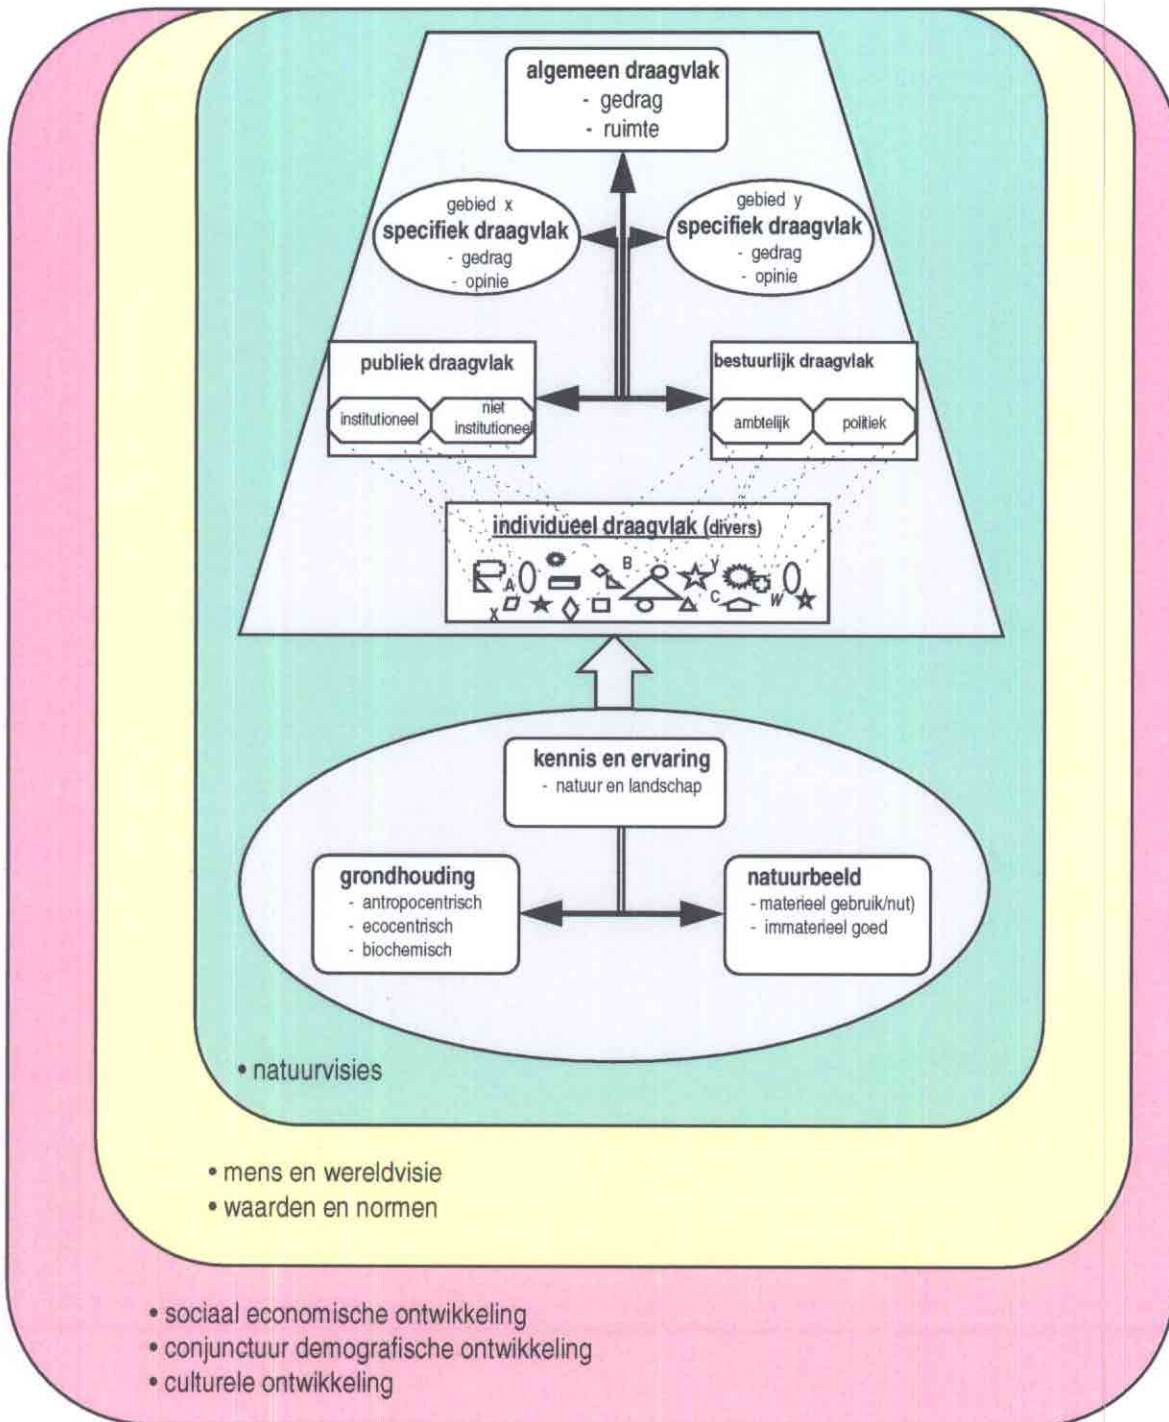 algemeen draagvlak
- gedrag
- ruimte
gebied x
specifiek draagvlak
- gedrag
- opinie
gebied y
specifiek draagvlak
- gedrag
- opinie
publiek draagvlak
institutioneel
niet
institutioneel
bestuurlijk draagvlak
ambtelijk
politiek
individueel draagvlak (divers)
A
B
y
C
W
X
kennis en ervaring
- natuur en landschap
grondhouding
- antropocentrisch
- ecocentrisch
- biochemisch
natuurbeeld
- materieel gebruik/nut)
- immaterieel goed
• natuurvisies
• mens en wereldvisie
• waarden en normen
• sociaal economische ontwikkeling
• conjunctuur demografische ontwikkeling
• culturele ontwikkeling